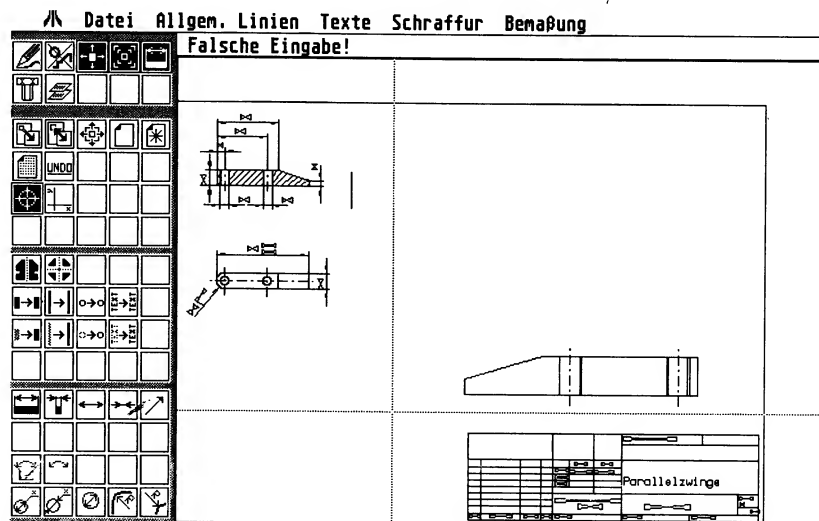 Datei Allgem. Linien Texte Schraffur Bemaßung
Falsche Eingabe!
UNDO
TEXT TEXT
TEXT TEXT
Parallelzwinge